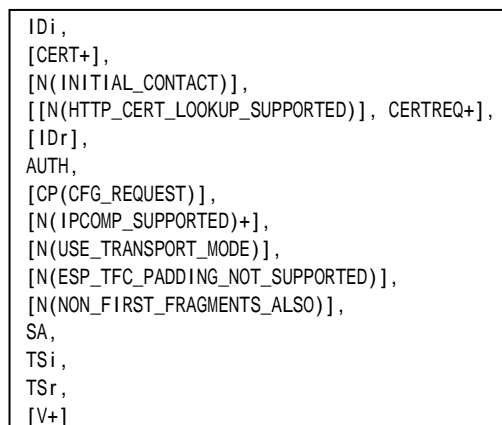 IDi,
[CERT+],
[N(INITIAL_CONTACT)],
[[N(HTTP_CERT_LOOKUP_SUPPORTED)], CERTREQ+],
[IDr],
AUTH,
[CP(CFG_REQUEST)],
[N(IPCOMP_SUPPORTED)+],
[N(USE_TRANSPORT_MODE)],
[N(ESP_TFC_PADDING_NOT_SUPPORTED)],
[N(NON_FIRST_FRAGMENTS_ALSO)],
SA,
TSi,
TSr,
[V+]